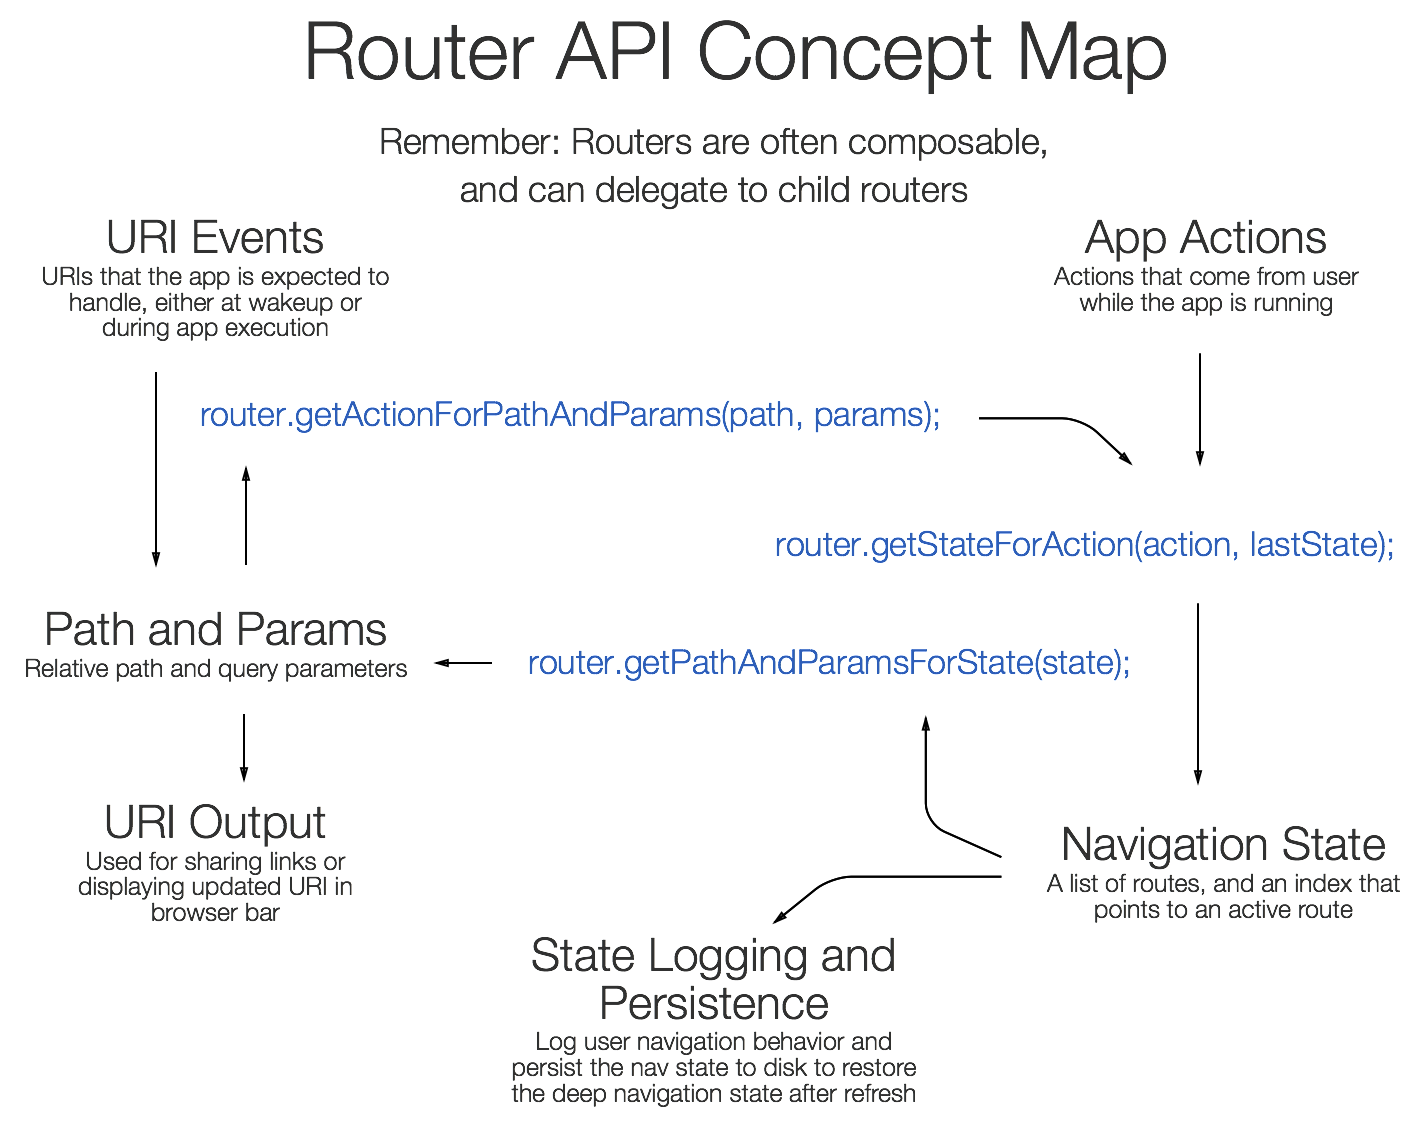 Router API Concept Map
Remember: Routers are often composable,
and can delegate to child routers
URI Events
URIs that the app is expected to
handle, either at wakeup or
during app execution
App Actions
Actions that come from user
while the app is running
router.getActionForPathAndParams(path, params);
router.getStateForAction(action, lastState);
Path and Params
Relative path and query parameters
router.getPathAndParamsForState(state);
URI Output
Used for sharing links or
displaying updated URI in
browser bar
Navigation State
A list of routes, and an index that
points to an active route
State Logging and
Persistence
Log user navigation behavior and
persist the nav state to disk to restore
the deep navigation state after refresh